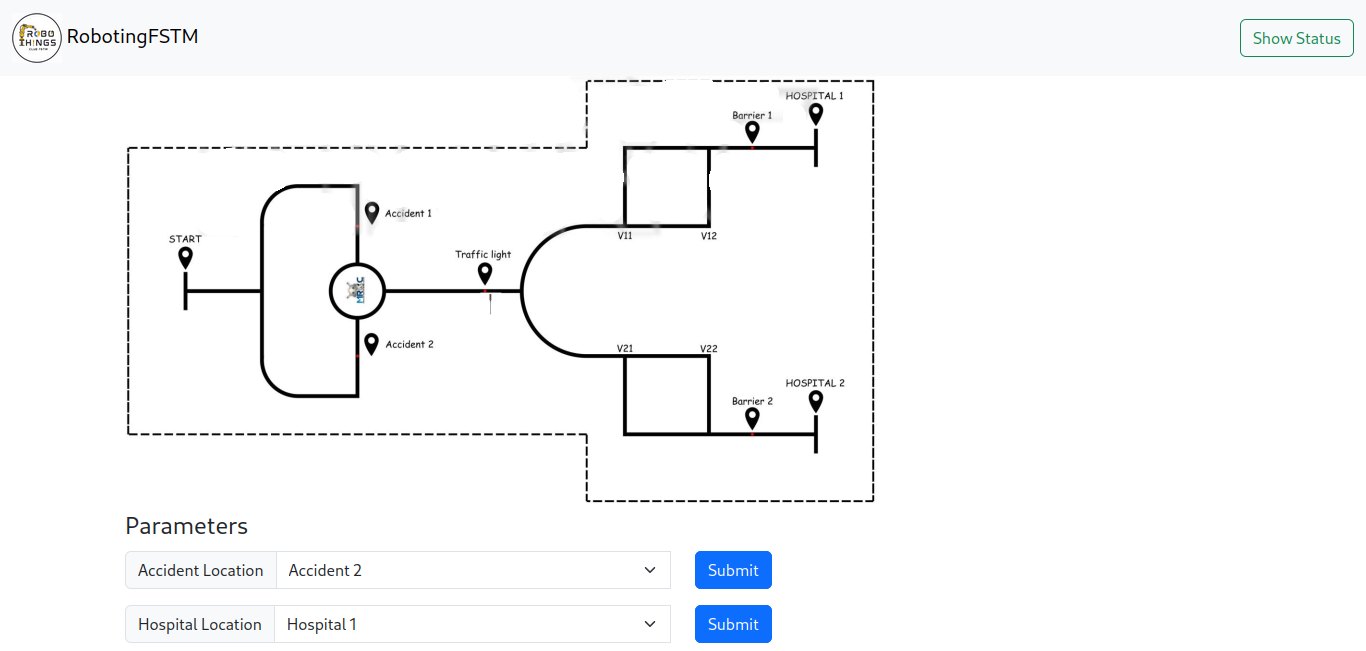 ROBO
THINGS
RobotingFSTM
Show Status
HOSPITAL 1
Barrier 1
Accident 1
START
V11
V12
Traffic light
Accident 2
V21
V22
HOSPITAL 2
Barrier 2
Parameters
Accident Location
Accident 2
Submit
Hospital Location
Hospital 1
Submit